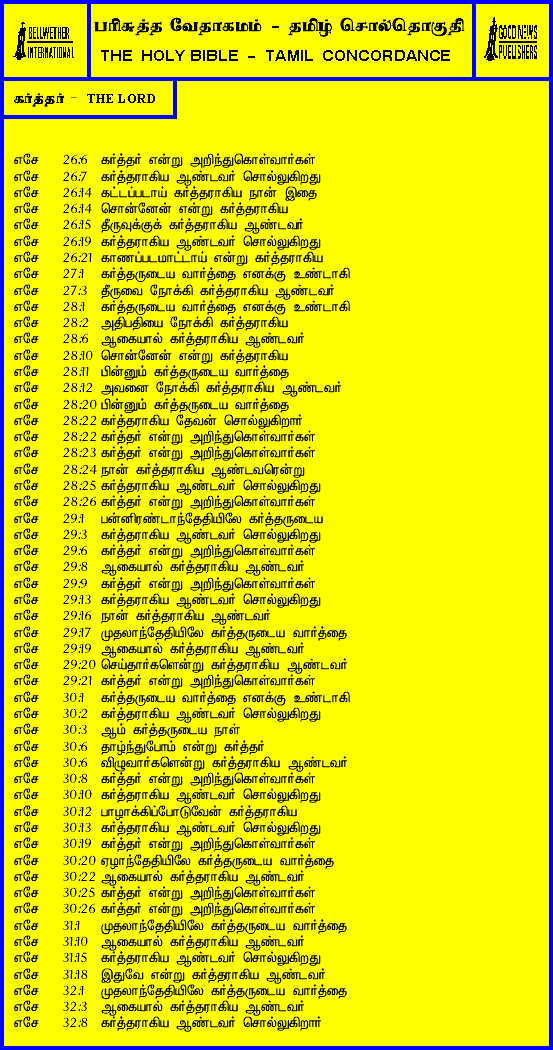 BELLWETHER
INTERNATIONAL
பரிசுத்த வேதாகமம் - தமிழ் சொல்தொகுதி
THE HOLY BIBLE - TAMIL CONCORDANCE
GOOD NEWS
PUBLISHERS
கர்த்தர் - THE LORD
எசே 26:6 கர்த்தர் என்று அறிந்துகொள்வார்கள்
எசே 26:7 கர்த்தராகிய ஆண்டவர் சொல்லுகிறது
எசே 26:14 கட்டப்படாய் கர்த்தராகிய நான் இதை
எசே 26:14 சொன்னேன் என்று கர்த்தராகிய
எசே 26:15 தீருவுக்குக் கர்த்தராகிய ஆண்டவர்
எசே 26:19 கர்த்தராகிய ஆண்டவர் சொல்லுகிறது
எசே 26:21 காணப்படமாட்டாய் என்று கர்த்தராகிய
எசே 27:1 கர்த்தருடைய வார்த்தை எனக்கு உண்டாகி
எசே 27:3 தீருவை நோக்கி கர்த்தராகிய ஆண்டவர்
எசே 28:1 கர்த்தருடைய வார்த்தை எனக்கு உண்டாகி
எசே 28:2 அதிபதியை நோக்கி கர்த்தராகிய
எசே 28:6 ஆகையால் கர்த்தராகிய ஆண்டவர்
எசே 28:10 சொன்னேன் என்று கர்த்தராகிய
எசே 28:11 பின்னும் கர்த்தருடைய வார்த்தை
எசே 28:12 அவனை நோக்கி கர்த்தராகிய ஆண்டவர்
எசே 28:20 பின்னும் கர்த்தருடைய வார்த்தை
எசே 28:22 கர்த்தராகிய தேவன் சொல்லுகிறார்
எசே 28:22 கர்த்தர் என்று அறிந்துகொள்வார்கள்
எசே 28:23 கர்த்தர் என்று அறிந்துகொள்வார்கள்
எசே 28:24 நான் கர்த்தராகிய ஆண்டவரென்று
எசே 28:25 கர்த்தராகிய ஆண்டவர் சொல்லுகிறது
எசே 28:26 கர்த்தர் என்று அறிந்துகொள்வார்கள்
எசே 29:1 பன்னிரண்டாந்தேதியிலே கர்த்தருடைய
எசே 29:3 கர்த்தராகிய ஆண்டவர் சொல்லுகிறது
எசே 29:6 கர்த்தர் என்று அறிந்துகொள்வார்கள்
எசே 29:8 ஆகையால் கர்த்தராகிய ஆண்டவர்
எசே 29:9 கர்த்தர் என்று அறிந்துகொள்வார்கள்
எசே 29:13 கர்த்தராகிய ஆண்டவர் சொல்லுகிறது
எசே 29:16 நான் கர்த்தராகிய ஆண்டவர்
எசே 29:17 முதலாந்தேதியிலே கர்த்தருடைய வார்த்தை
எசே 29:19 ஆகையால் கர்த்தராகிய ஆண்டவர்
எசே 29:20 செய்தார்களென்று கர்த்தராகிய ஆண்டவர்
எசே 29:21 கர்த்தர் என்று அறிந்துகொள்வார்கள்
எசே 30:1 கர்த்தருடைய வார்த்தை எனக்கு உண்டாகி
எசே 30:2 கர்த்தராகிய ஆண்டவர் சொல்லுகிறது
எசே 30:3 ஆம் கர்த்தருடைய நாள்
எசே 30:6 தாழ்ந்துபோம் என்று கர்த்தர்
எசே 30:6 விழுவார்களென்று கர்த்தராகிய ஆண்டவர்
எசே 30:8 கர்த்தர் என்று அறிந்துகொள்வார்கள்
எசே 30:10 கர்த்தராகிய ஆண்டவர் சொல்லுகிறது
எசே 30:12 பாழாக்கிப்போடுவேன் கர்த்தராகிய
எசே 30:13 கர்த்தராகிய ஆண்டவர் சொல்லுகிறது
எசே 30:19 கர்த்தர் என்று அறிந்துகொள்வார்கள்
எசே 30:20 ஏழாந்தேதியிலே கர்த்தருடைய வார்த்தை
எசே 30:22 ஆகையால் கர்த்தராகிய ஆண்டவர்
எசே 30:25 கர்த்தர் என்று அறிந்துகொள்வார்கள்
எசே 30:26 கர்த்தர் என்று அறிந்துகொள்வார்கள்
எசே 31:1 முதலாந்தேதியிலே கர்த்தருடைய வார்த்தை
எசே 31:10 ஆகையால் கர்த்தராகிய ஆண்டவர்
எசே 31:15 கர்த்தராகிய ஆண்டவர் சொல்லுகிறது
எசே 31:18 இதுவே என்று கர்த்தராகிய ஆண்டவர்
எசே 32:1 முதலாந்தேதியிலே கர்த்தருடைய வார்த்தை
எசே 32:3 ஆகையால் கர்த்தராகிய ஆண்டவர்
எசே 32:8 கர்த்தராகிய ஆண்டவர் சொல்லுகிறார்